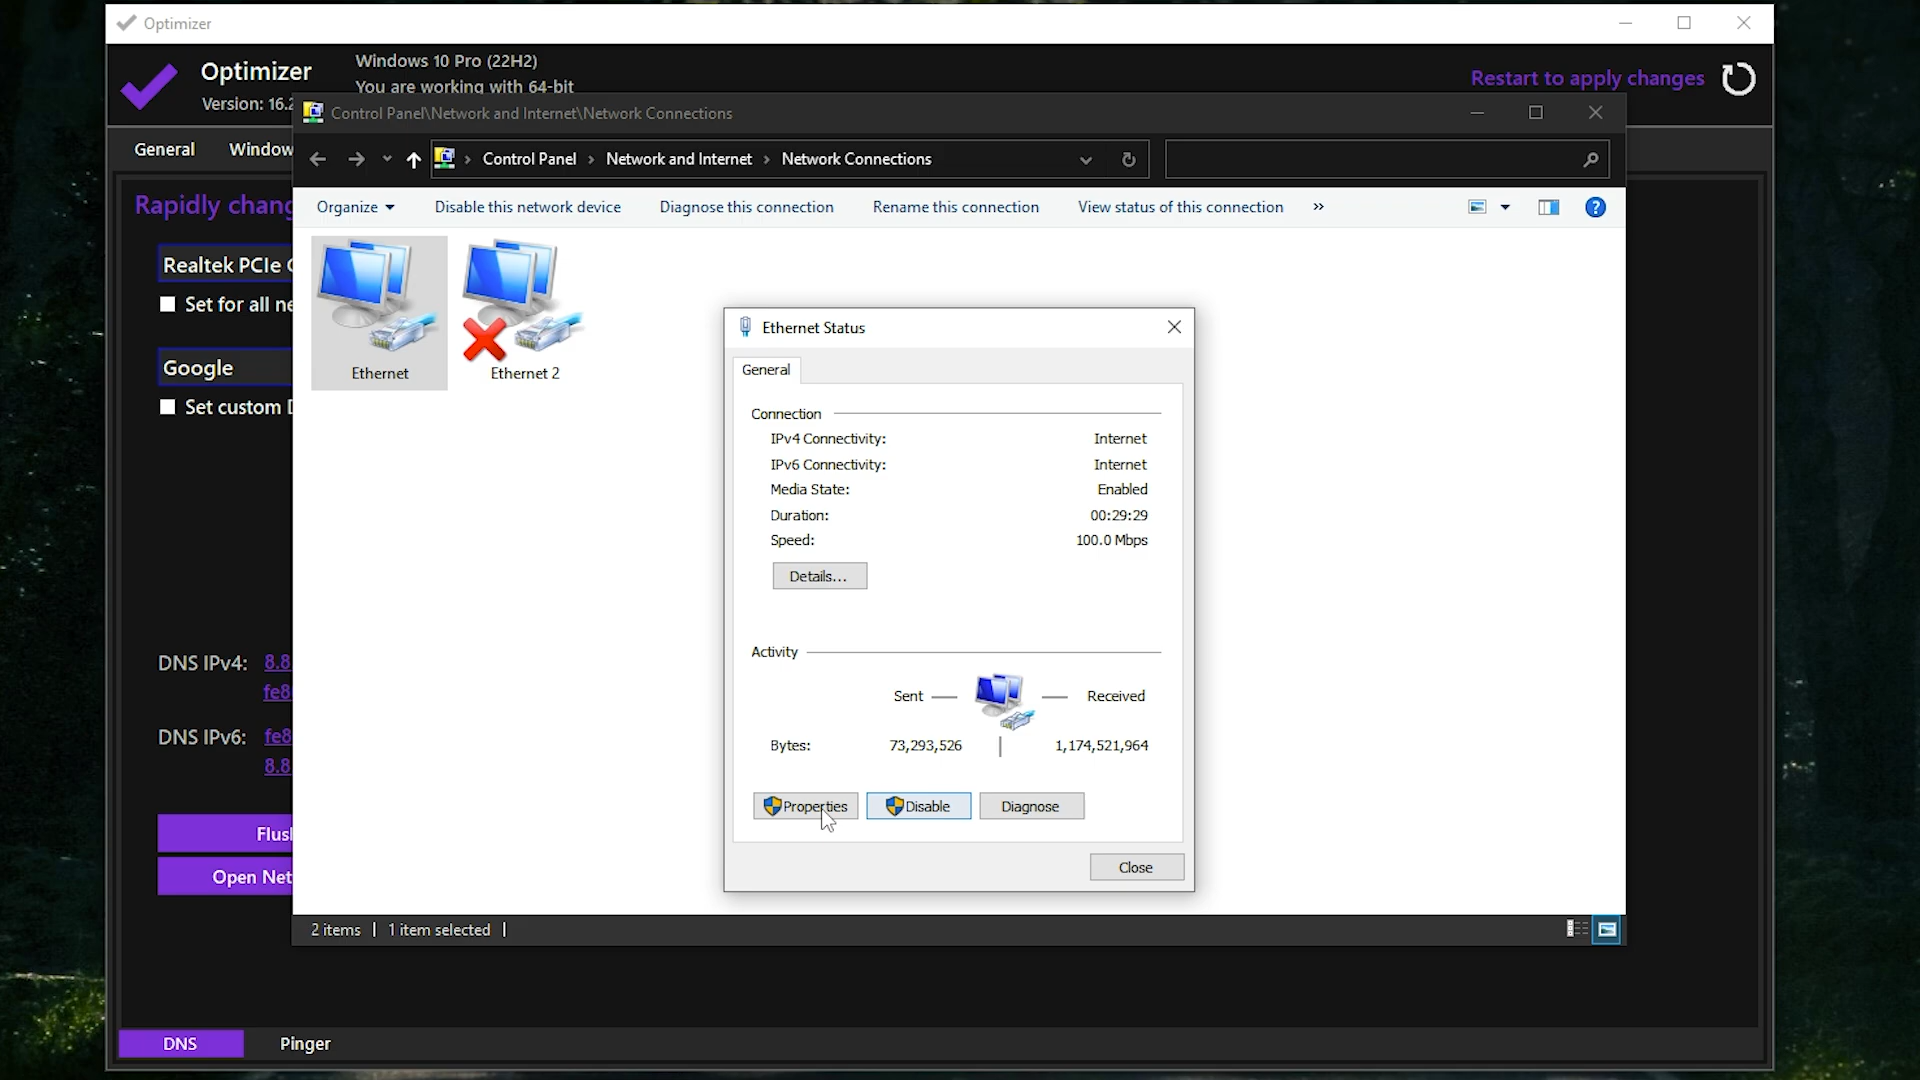 Optimizer
Optimizer
Version: 16.2
Windows 10 Pro (22H2)
You are working with 64-bit
Restart to apply changes
General
Window
Rapidly chang
Realtek PCIe
Set for all ne
Google
Set custom
DNS IPv4:
8.8
fe8
DNS IPv6:
fe8
8.8
Flus
Open Net
DNS
Pinger
Control Panel\Network and Internet\Network Connections
Control Panel
Network and Internet
Network Connections
Organize
Disable this network device
Diagnose this connection
Rename this connection
View status of this connection
»
?
Ethernet
Ethernet 2
Ethernet Status
General
Connection
IPv4 Connectivity: Internet
IPv6 Connectivity: Internet
Media State: Enabled
Duration: 00:29:29
Speed: 100.0 Mbps
Details...
Activity
Sent
Received
Bytes: 73,293,526 1,174,521,964
Properties
Disable
Diagnose
Close
2 items
1 item selected